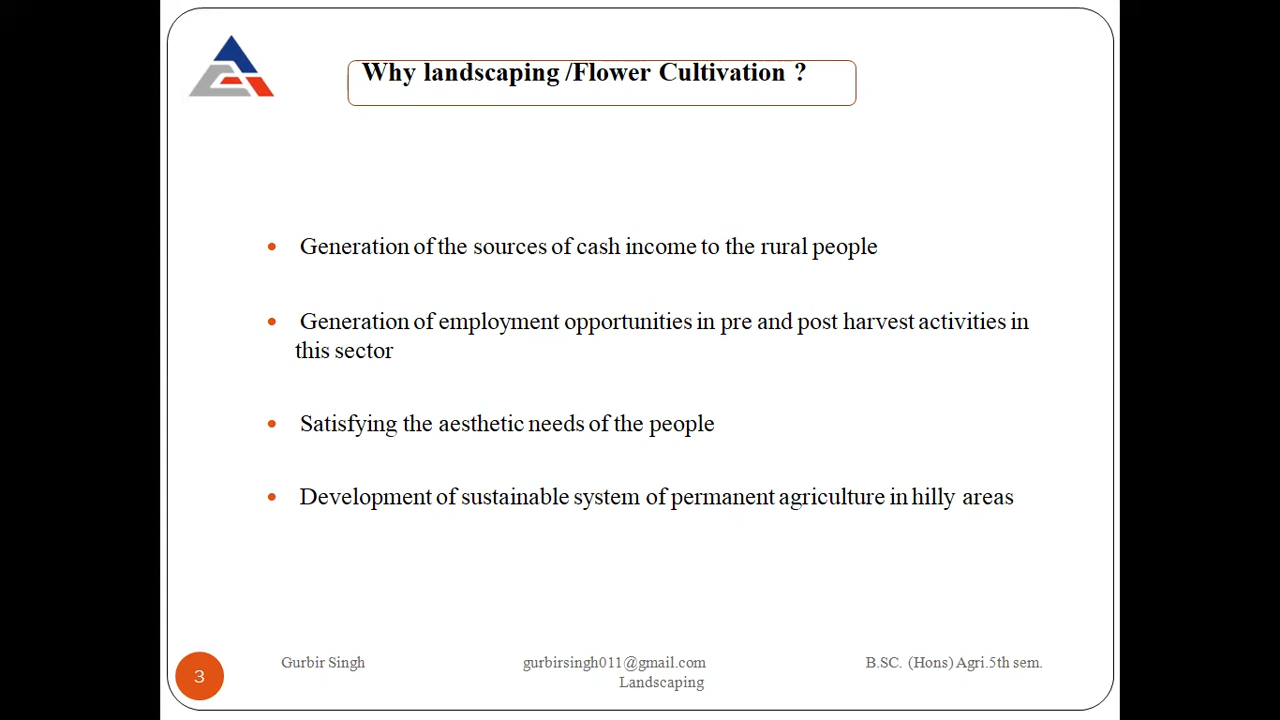 Why landscaping /Flower Cultivation ?
• Generation of the sources of cash income to the rural people
• Generation of employment opportunities in pre and post harvest activities in
this sector
• Satisfying the aesthetic needs of the people
• Development of sustainable system of permanent agriculture in hilly areas
3
Gurbir Singh
gurbirsingh011@gmail.com
Landscaping
B.SC. (Hons) Agri.5th sem.